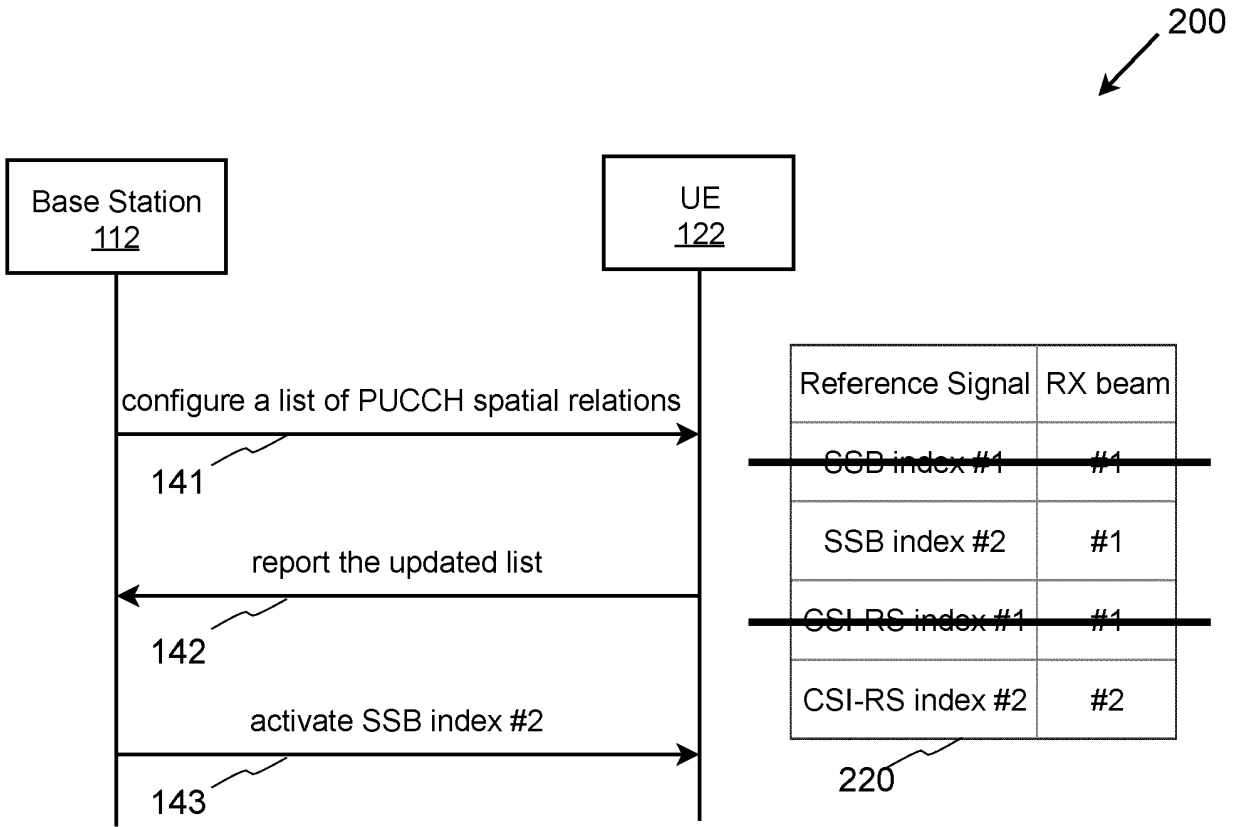 200
Base Station
112
UE
122
configure a list of PUCCH spatial relations
141
report the updated list
142
activate SSB index #2
143
Reference Signal RX beam
SSB index #1 #1
SSB index #2 #1
CSI-RS index #1 #1
CSI-RS index #2 #2
220